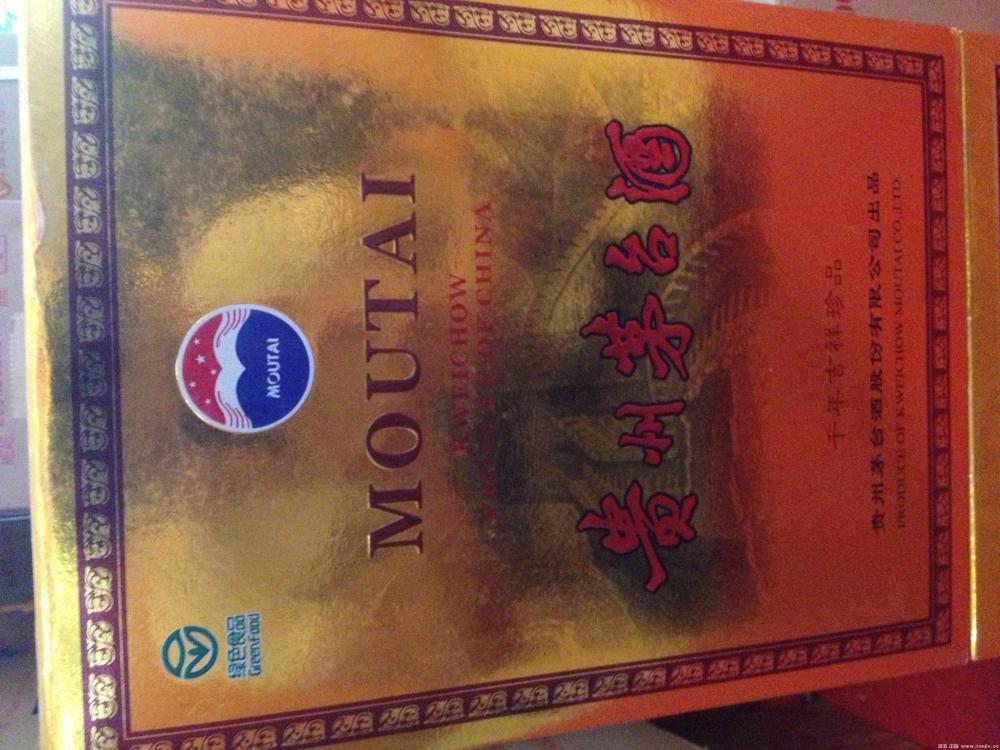 绿色食品
GreenFood
MOUTAI
MOUTAI
KWEICHOW
OF CHINA
贵州茅台酒
千年吉祥珍品
贵州茅台酒股份有限公司出品
PRODUCE OF KWEICHOW MOUTAI CO.,LTD.